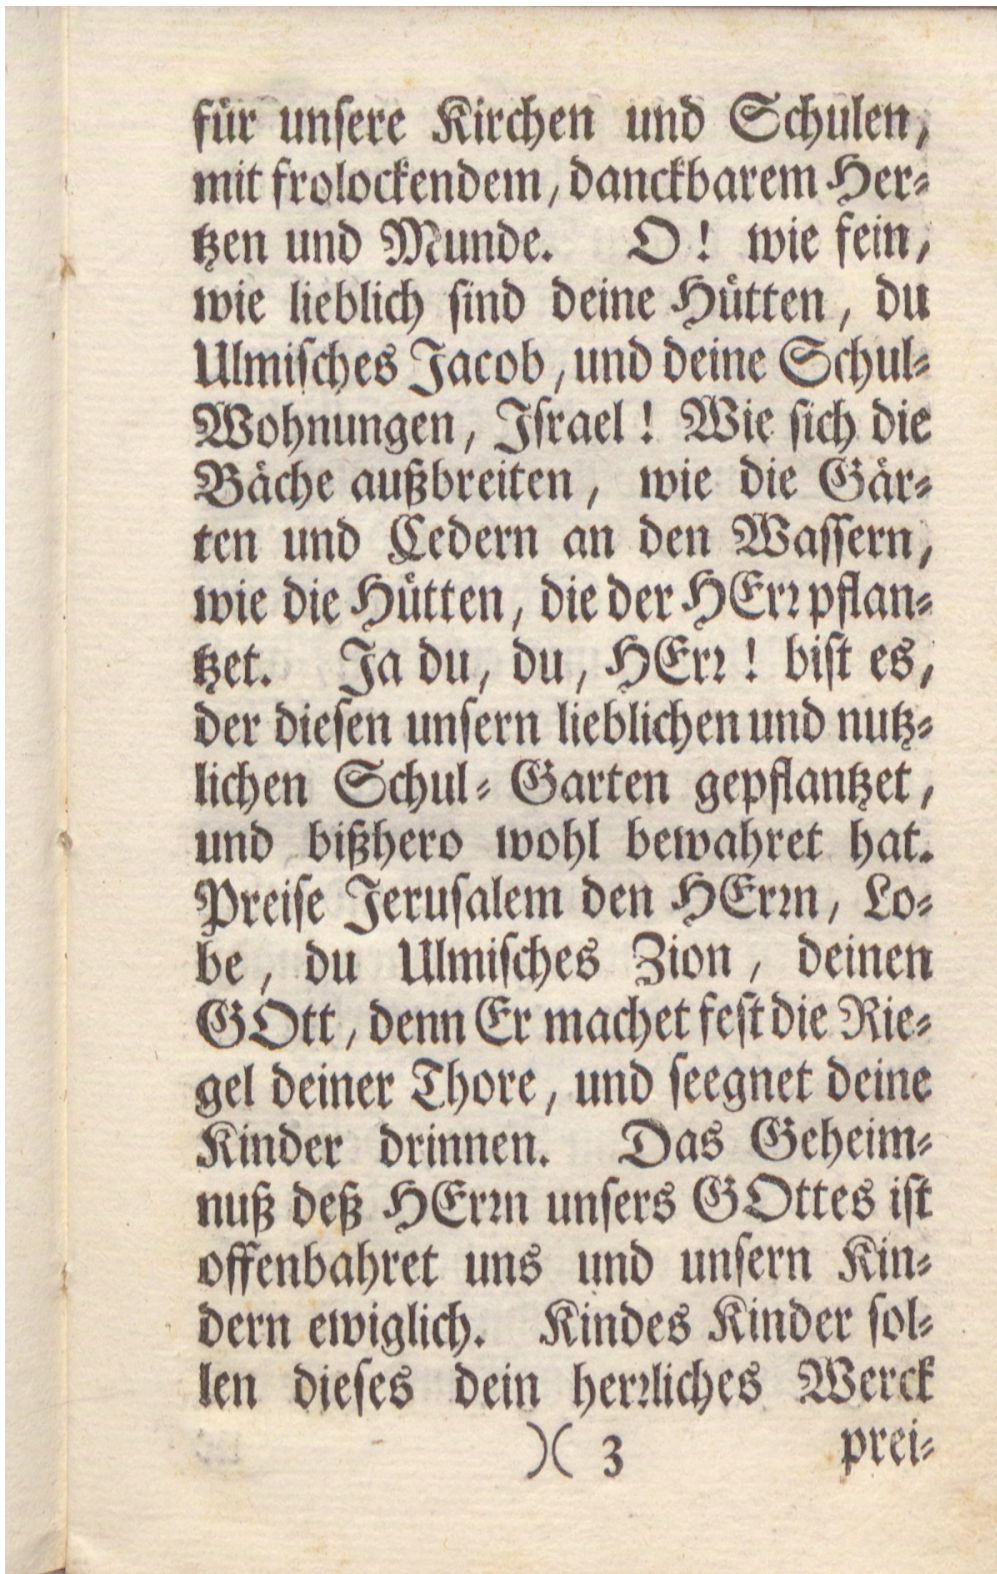 für unsere Kirchen und Schulen,
mit frolockendem, danckbarem Her-
tzen und Munde. O! wie fein,
wie lieblich sind deine Hütten, du
Ulmisches Jacob, und deine Schul-
Wohnungen, Israel! Wie sich die
Bäche außbreiten, wie die Gär-
ten und Cedern an den Wassern,
wie die Hütten, die der HErr pflan-
tzet. Ja du, du, HErr! bist es,
der diesen unsern lieblichen und nutz-
lichen Schul-Garten gepflantzet,
und bißhero wohl bewahret hat.
Preise Jerusalem den HErrn, Lo-
be, du Ulmisches Zion, deinen
GOtt, denn Er machet fest die Rie-
gel deiner Thore, und seegnet deine
Kinder drinnen. Das Geheim-
nuß deß HErrn unsers GOttes ist
offenbahret uns und unsern Kin-
dern ewiglich. Kindes Kinder sol-
len dieses dein herrliches Werck
)( 3 prei-